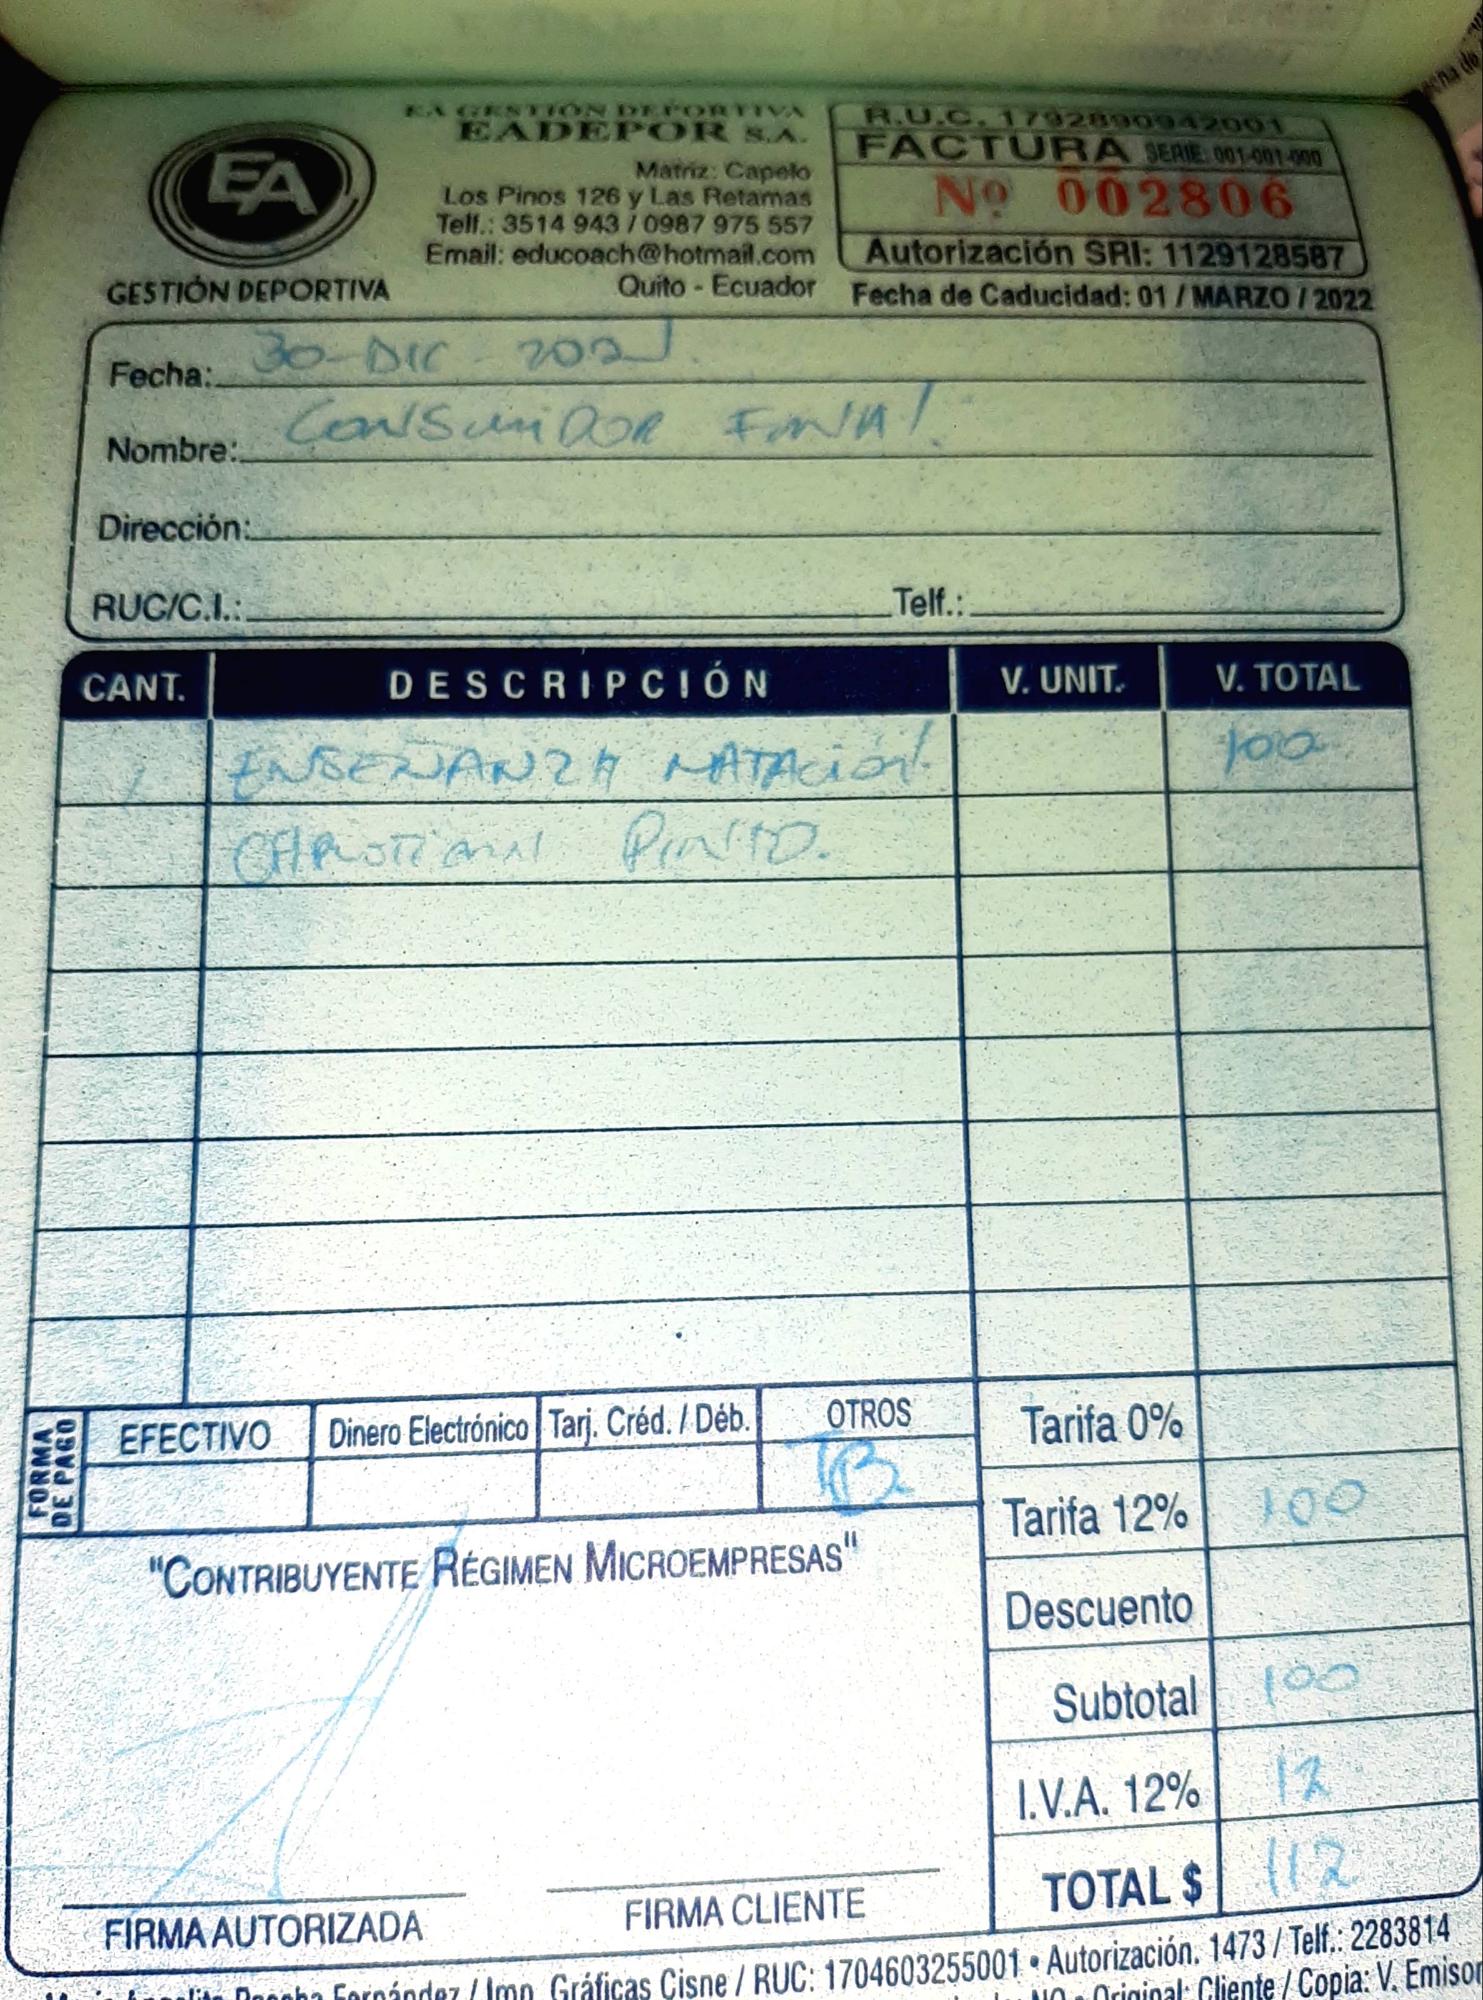 EA GESTIÓN DEPORTIVA
EADEPOR S.A.
Matriz: Capelo
Los Pinos 126 y Las Retamas
Telf.: 3514 943 / 0987 975 557
Email: educoach@hotmail.com
Quito - Ecuador
EA
GESTIÓN DEPORTIVA
R.U.C. 1792890942001
FACTURA SERIE: 001-001-000
Nº 002806
Autorización SRI: 1129128587
Fecha de Caducidad: 01 / MARZO / 2022
Fecha: 30-DIC-2021
Nombre: CONSUMIDOR FINAL
Dirección:
RUC/C.I.: Telf.:
CANT. DESCRIPCIÓN V. UNIT. V. TOTAL
1 ENSEÑANZA NATACIÓN 100
PINTO.
FORMA DE PAGO
EFECTIVO Dinero Electrónico Tarj. Créd. / Déb. OTROS
TB
Tarifa 0%
Tarifa 12% 100
Descuento
Subtotal 100
I.V.A. 12% 12
TOTAL $ 112
"CONTRIBUYENTE RÉGIMEN MICROEMPRESAS"
FIRMA AUTORIZADA FIRMA CLIENTE
Fernández / Imp. Gráficas Cisne / RUC: 1704603255001 • Autorización. 1473 / Telf.: 2283814
NO • Original: Cliente / Copia: V. Emisor